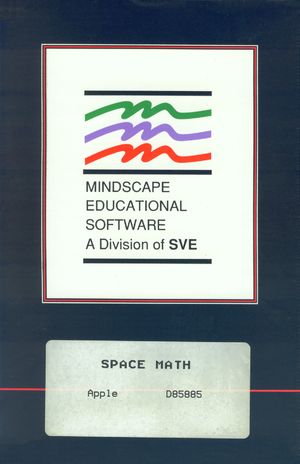 MINDSCAPE
EDUCATIONAL
SOFTWARE
A Division of SVE
SPACE MATH
Apple D85885